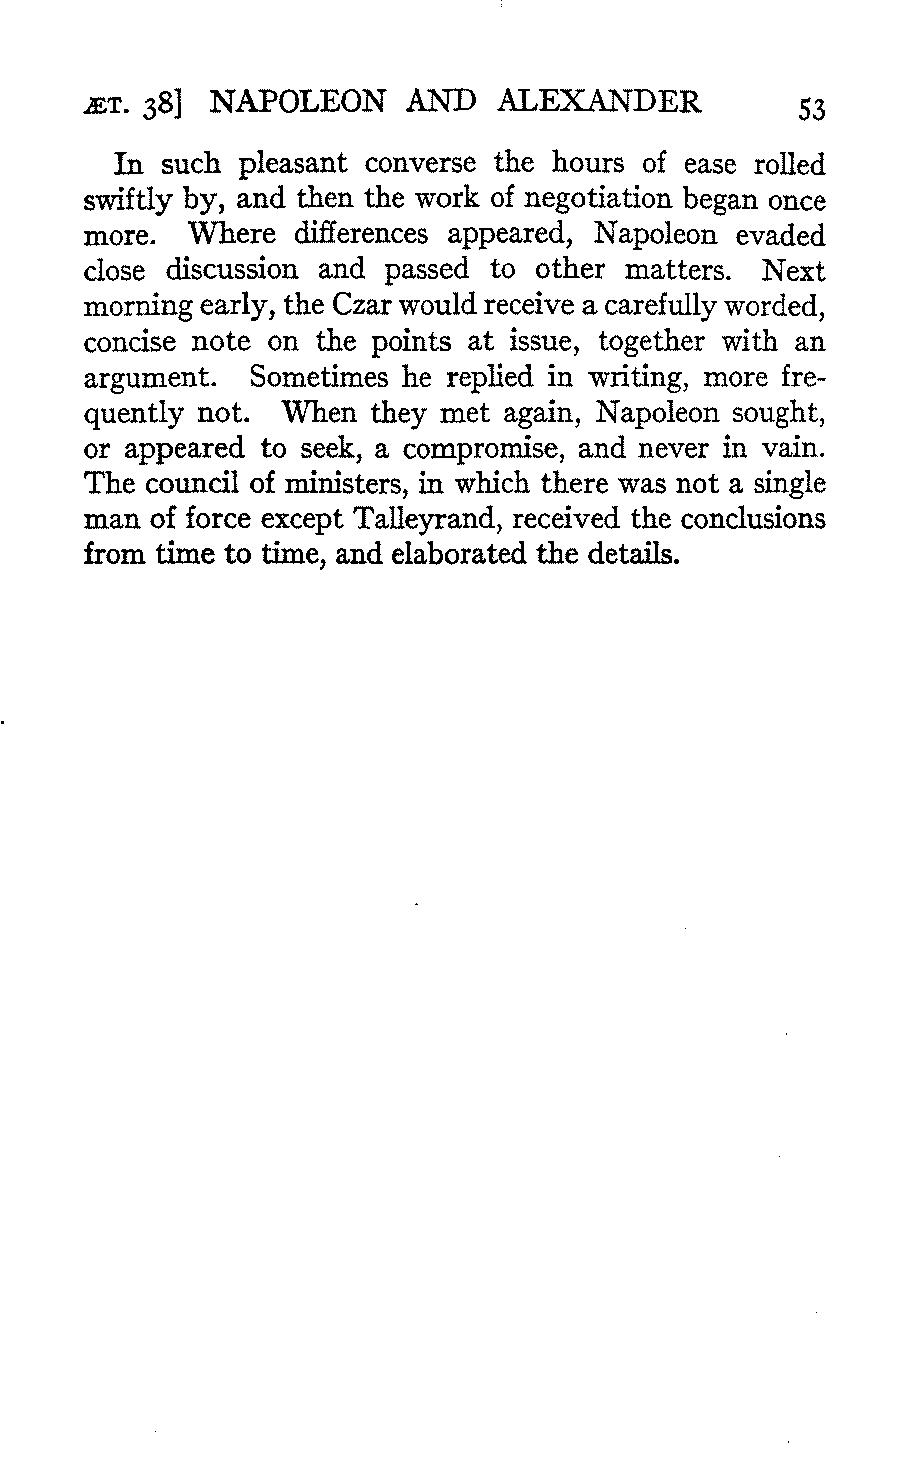 ÆT. 38] NAPOLEON AND ALEXANDER 53
In such pleasant converse the hours of ease rolled
swiftly by, and then the work of negotiation began once
more. Where differences appeared, Napoleon evaded
close discussion and passed to other matters. Next
morning early, the Czar would receive a carefully worded,
concise note on the points at issue, together with an
argument. Sometimes he replied in writing, more fre-
quently not. When they met again, Napoleon sought,
or appeared to seek, a compromise, and never in vain.
The council of ministers, in which there was not a single
man of force except Talleyrand, received the conclusions
from time to time, and elaborated the details.